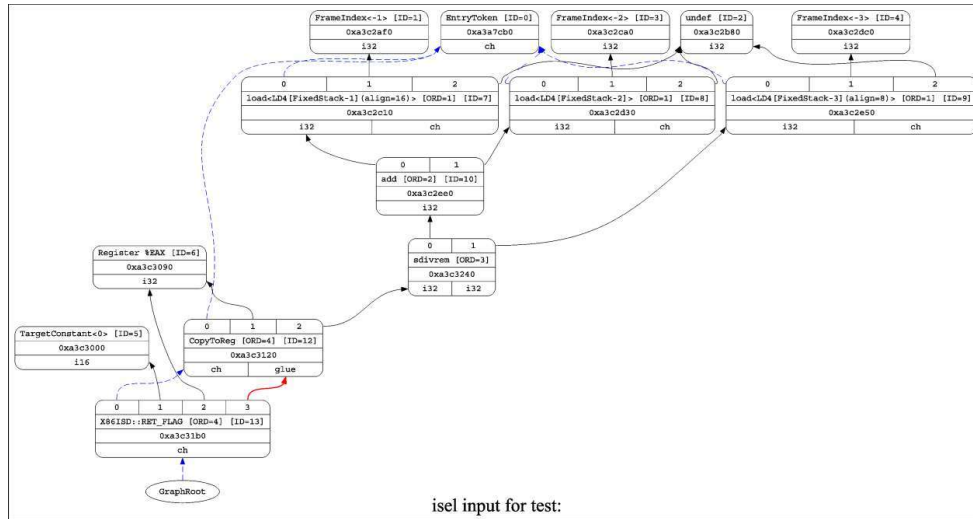 FrameIndex<-1> [ID=1]
0xa3c2af0
i32
EntryToken [ID=0]
0xa3a7cb0
ch
FrameIndex<-2> [ID=3]
0xa3c2ca0
i32
undef [ID=2]
0xa3c2b80
i32
FrameIndex<-3> [ID=4]
0xa3c2dc0
i32
0 1 2
load<LD4[FixedStack-1](align=16)> [ORD=1] [ID=7]
0xa3c2c10
i32 ch
0 1 2
load<LD4[FixedStack-2]> [ORD=1] [ID=8]
0xa3c2d30
i32 ch
0 1 2
load<LD4[FixedStack-3](align=8)> [ORD=1] [ID=9]
0xa3c2e50
i32 ch
0 1
add [ORD=2] [ID=10]
0xa3c2ee0
i32
0 1
sdivrem [ORD=3]
0xa3c3240
i32 i32
Register %EAX [ID=6]
0xa3c3090
i32
TargetConstant<0> [ID=5]
0xa3c3000
i16
0 1 2
CopyToReg [ORD=4] [ID=12]
0xa3c3120
ch glue
0 1 2 3
X86ISD::RET_FLAG [ORD=4] [ID=13]
0xa3c31b0
ch
GraphRoot
isel input for test: